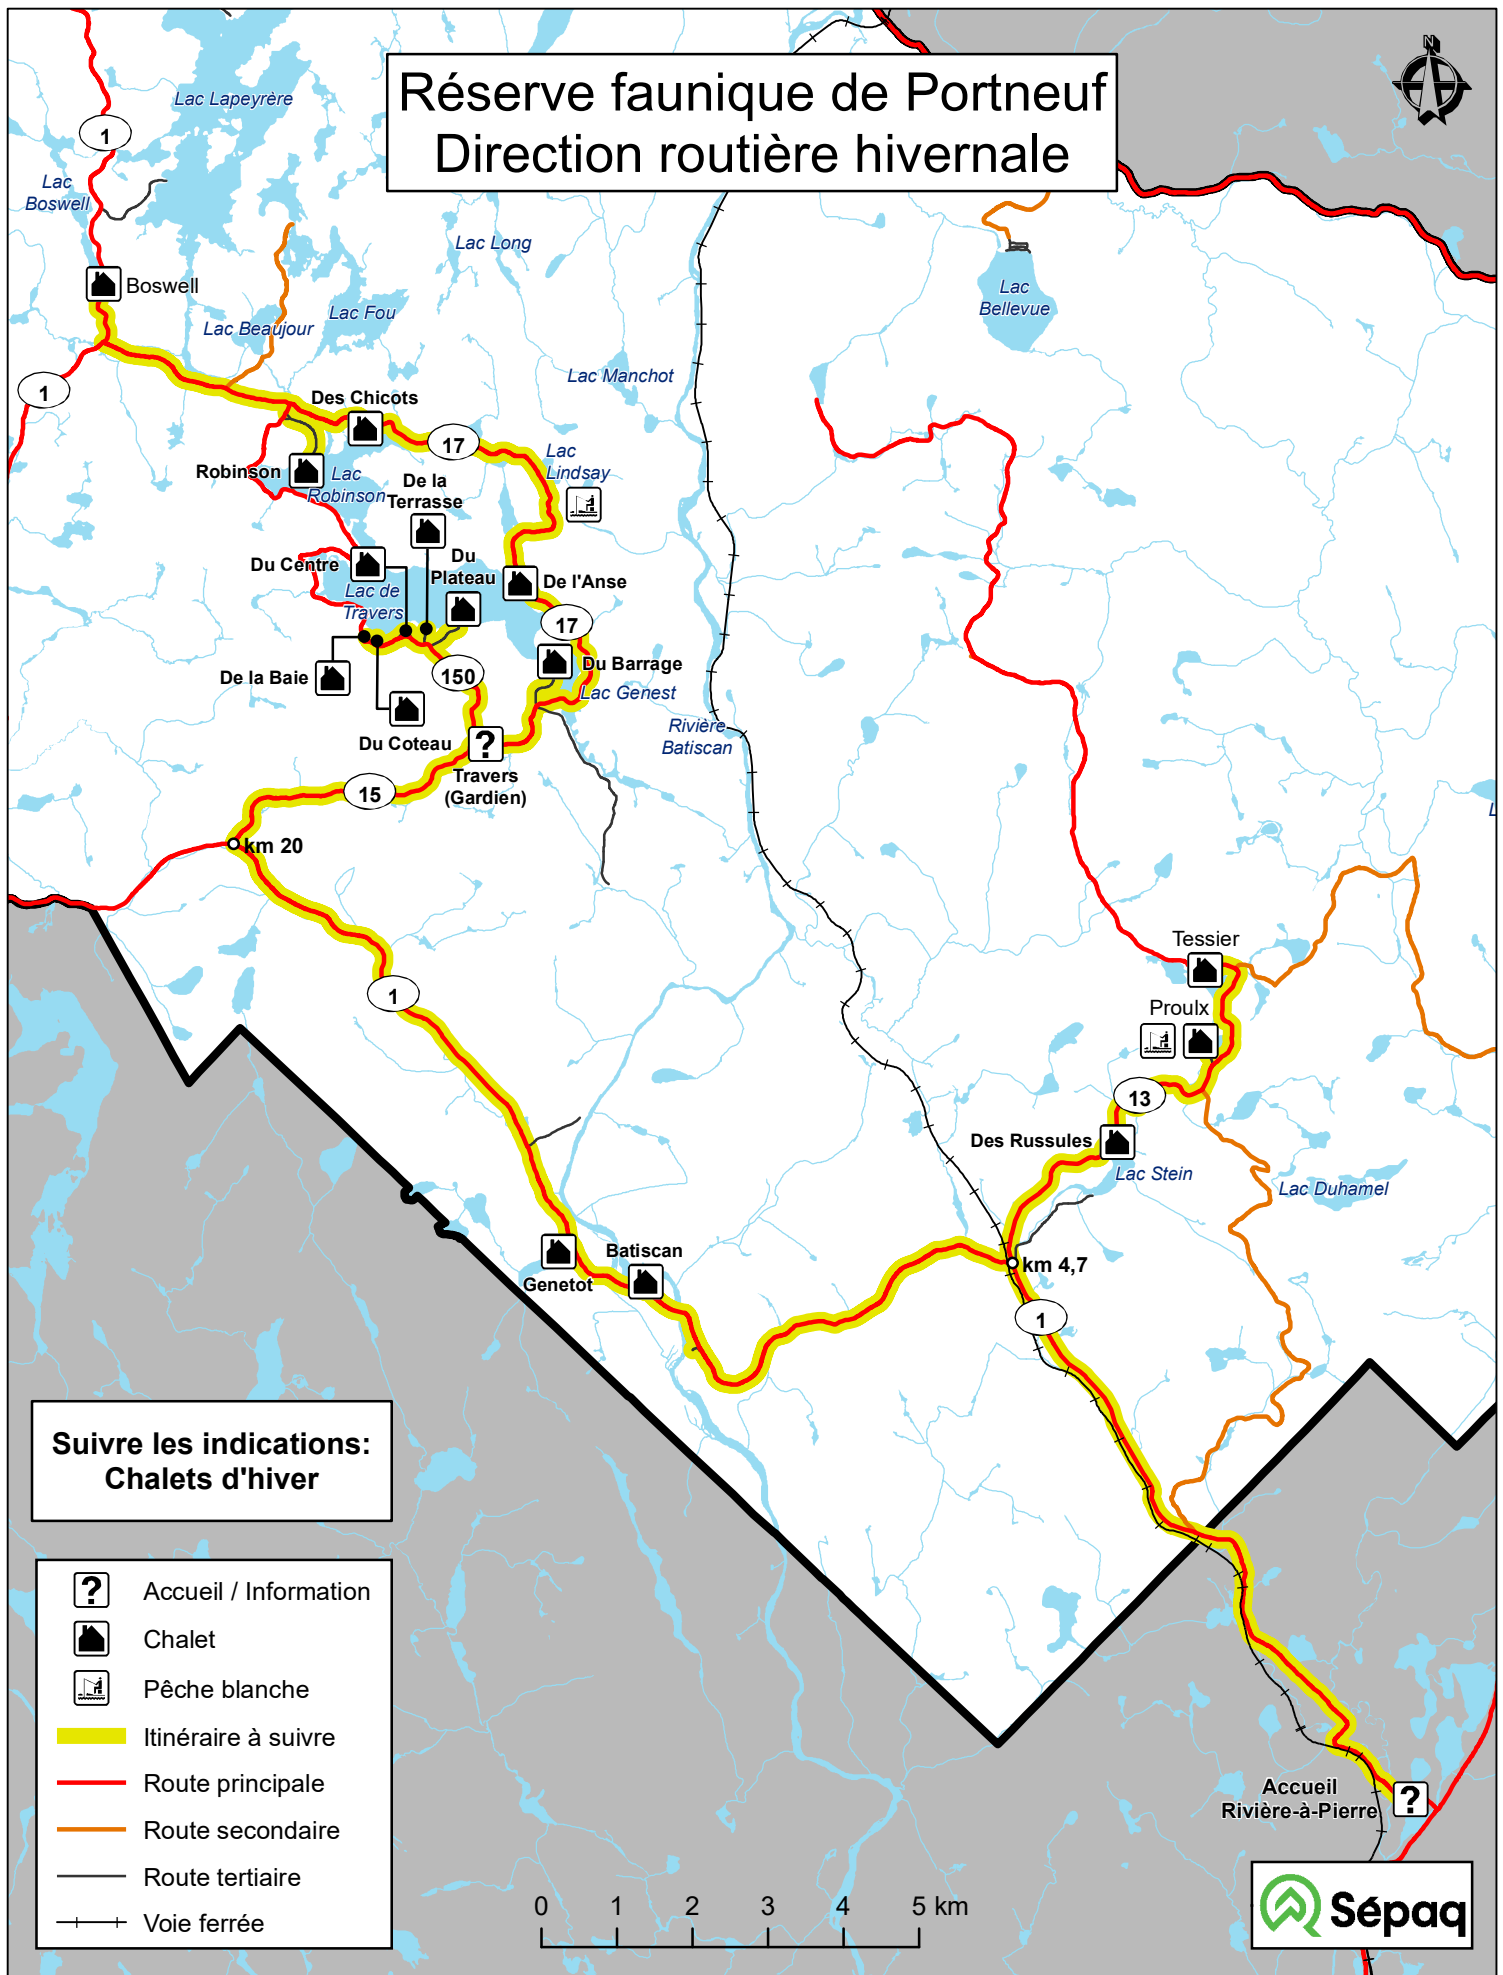 Réserve faunique de Portneuf
Direction routière hivernale
N
Lac Lapeyrère
1
Lac
Boswell
Boswell
Lac Long
Lac
Bellevue
Lac Beaujour
Lac Fou
Lac Manchot
1
Des Chicots
17
Lac
Lindsay
Robinson
Lac
Robinson
De la
Terrasse
Du Centre
Du
Plateau
De l'Anse
Lac de
Travers
17
De la Baie
150
Du Barrage
Lac Genest
Du Coteau
?
Travers
(Gardien)
Rivière
Batiscan
15
km 20
L
1
Tessier
Proulx
13
Des Russules
Lac Stein
Lac Duhamel
Genetot
Batiscan
km 4,7
1
Suivre les indications:
Chalets d'hiver
? Accueil / Information
Chalet
Pêche blanche
Itinéraire à suivre
Route principale
Route secondaire
Route tertiaire
Voie ferrée
0 1 2 3 4 5 km
Accueil
Rivière-à-Pierre
?
Sépaq